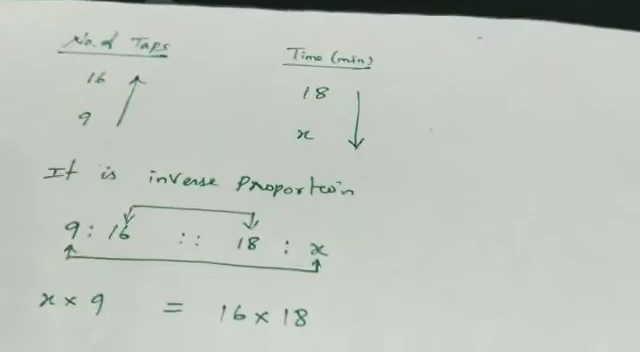 No. of Taps Time (min)
16 18
9 x
It is inverse proportion
9 : 16 :: 18 : x
x × 9 = 16 × 18